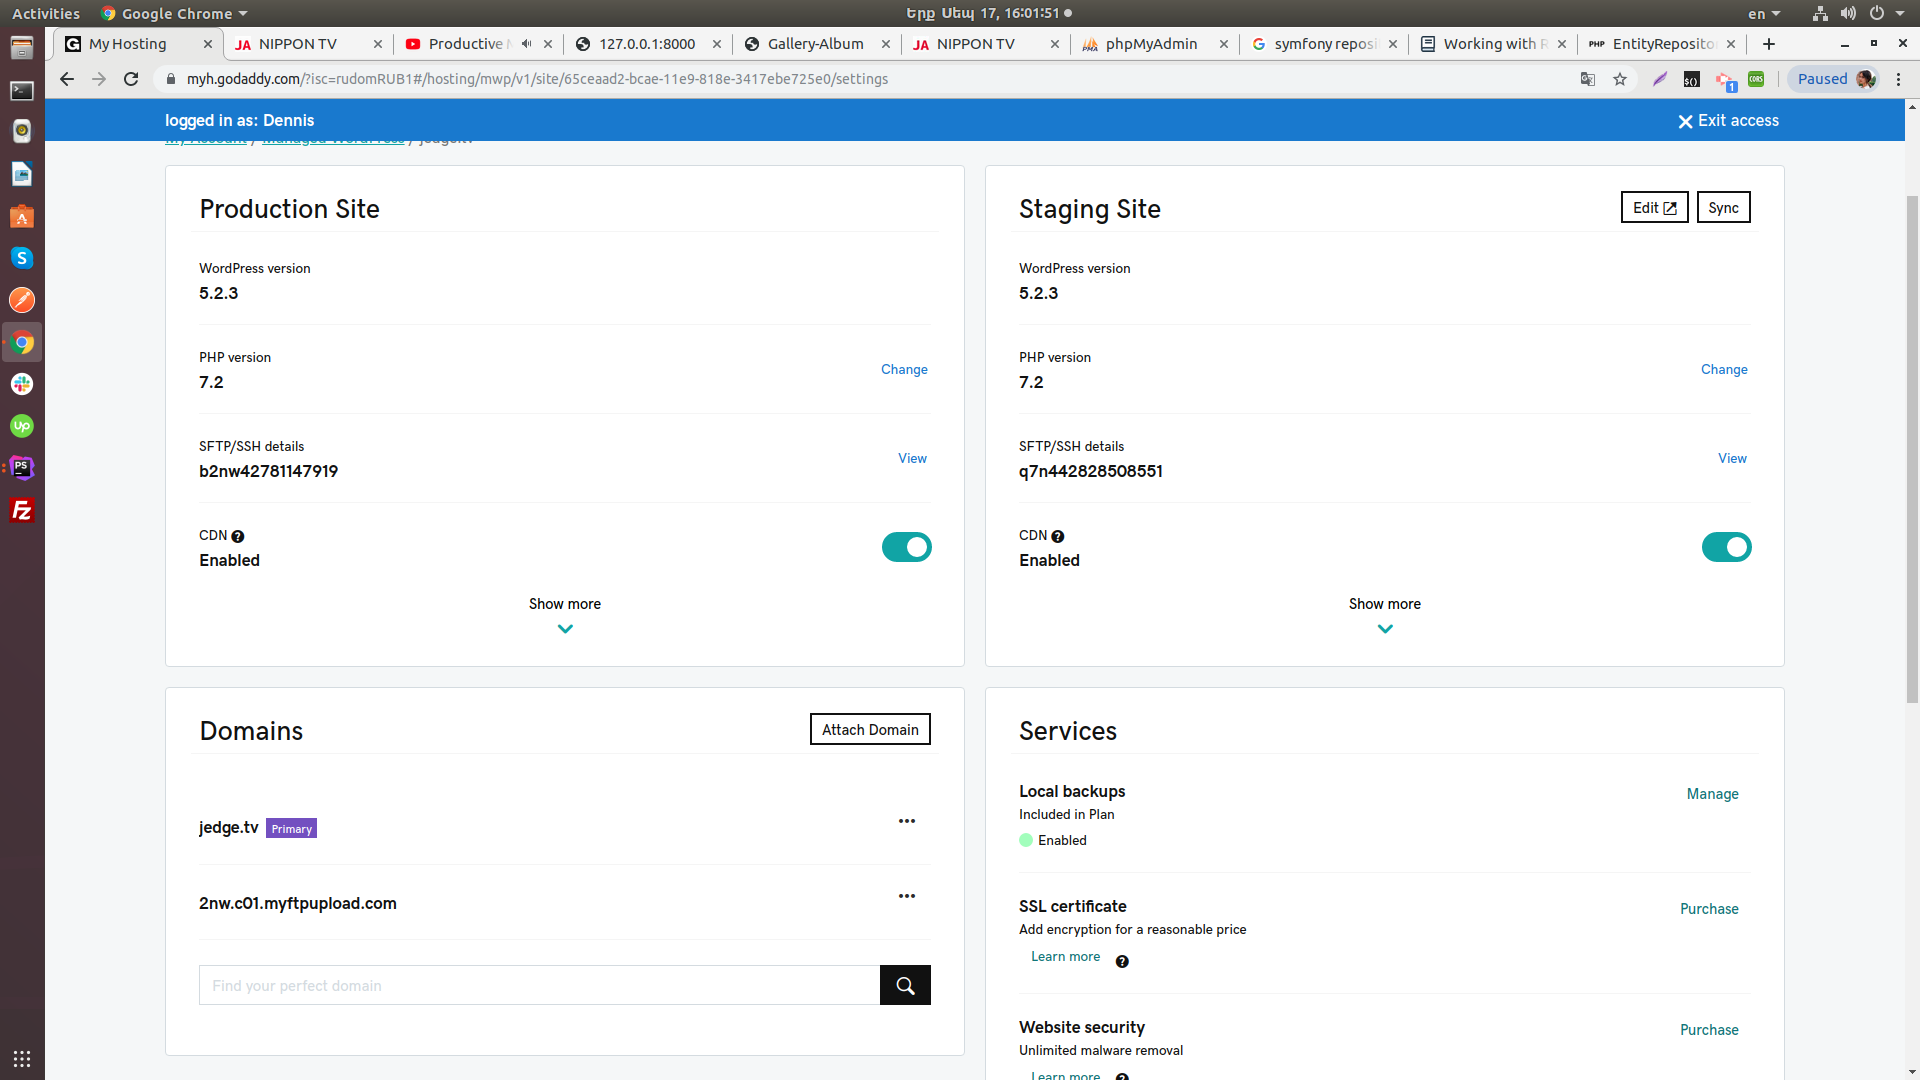 Activities Google Chrome Երք Սեպ 17, 16:01:51 en
My Hosting NIPPON TV Productive 127.0.0.1:8000 Gallery-Album NIPPON TV phpMyAdmin symfony reposi Working with R EntityReposito
myh.godaddy.com/?isc=rudomRUB1#/hosting/mwp/v1/site/65ceaad2-bcae-11e9-818e-3417ebe725e0/settings Paused
logged in as: Dennis Exit access
My Account / Managed WordPress / jedge.tv
Production Site
WordPress version
5.2.3
PHP version
7.2
Change
SFTP/SSH details
b2nw42781147919
View
CDN
Enabled
Show more
Staging Site
Edit Sync
WordPress version
5.2.3
PHP version
7.2
Change
SFTP/SSH details
q7n442828508551
View
CDN
Enabled
Show more
Domains
Attach Domain
jedge.tv Primary
2nw.c01.myftpupload.com
Find your perfect domain
Services
Local backups
Included in Plan
Enabled
Manage
SSL certificate
Add encryption for a reasonable price
Learn more
Purchase
Website security
Unlimited malware removal
Learn more
Purchase